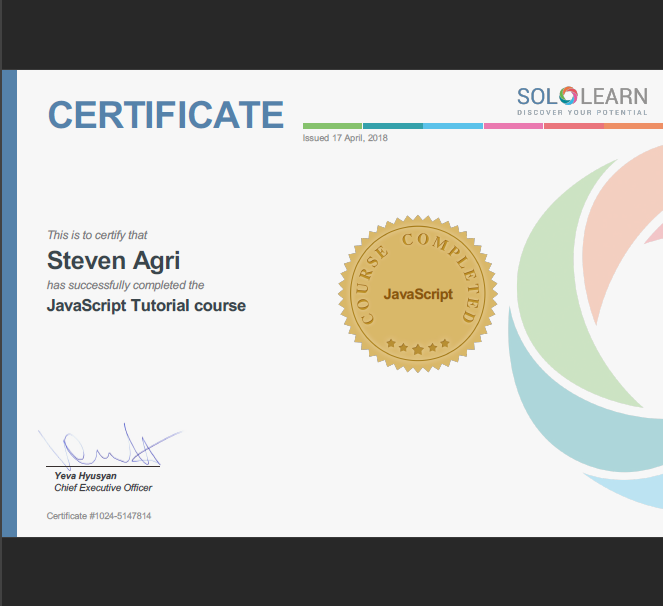 CERTIFICATE
SOLOLEARN
DISCOVER YOUR POTENTIAL
Issued 17 April, 2018
This is to certify that
Steven Agri
has successfully completed the
JavaScript Tutorial course
COURSE COMPLETED
JavaScript
Yeva Hyusyan
Chief Executive Officer
Certificate #1024-5147814